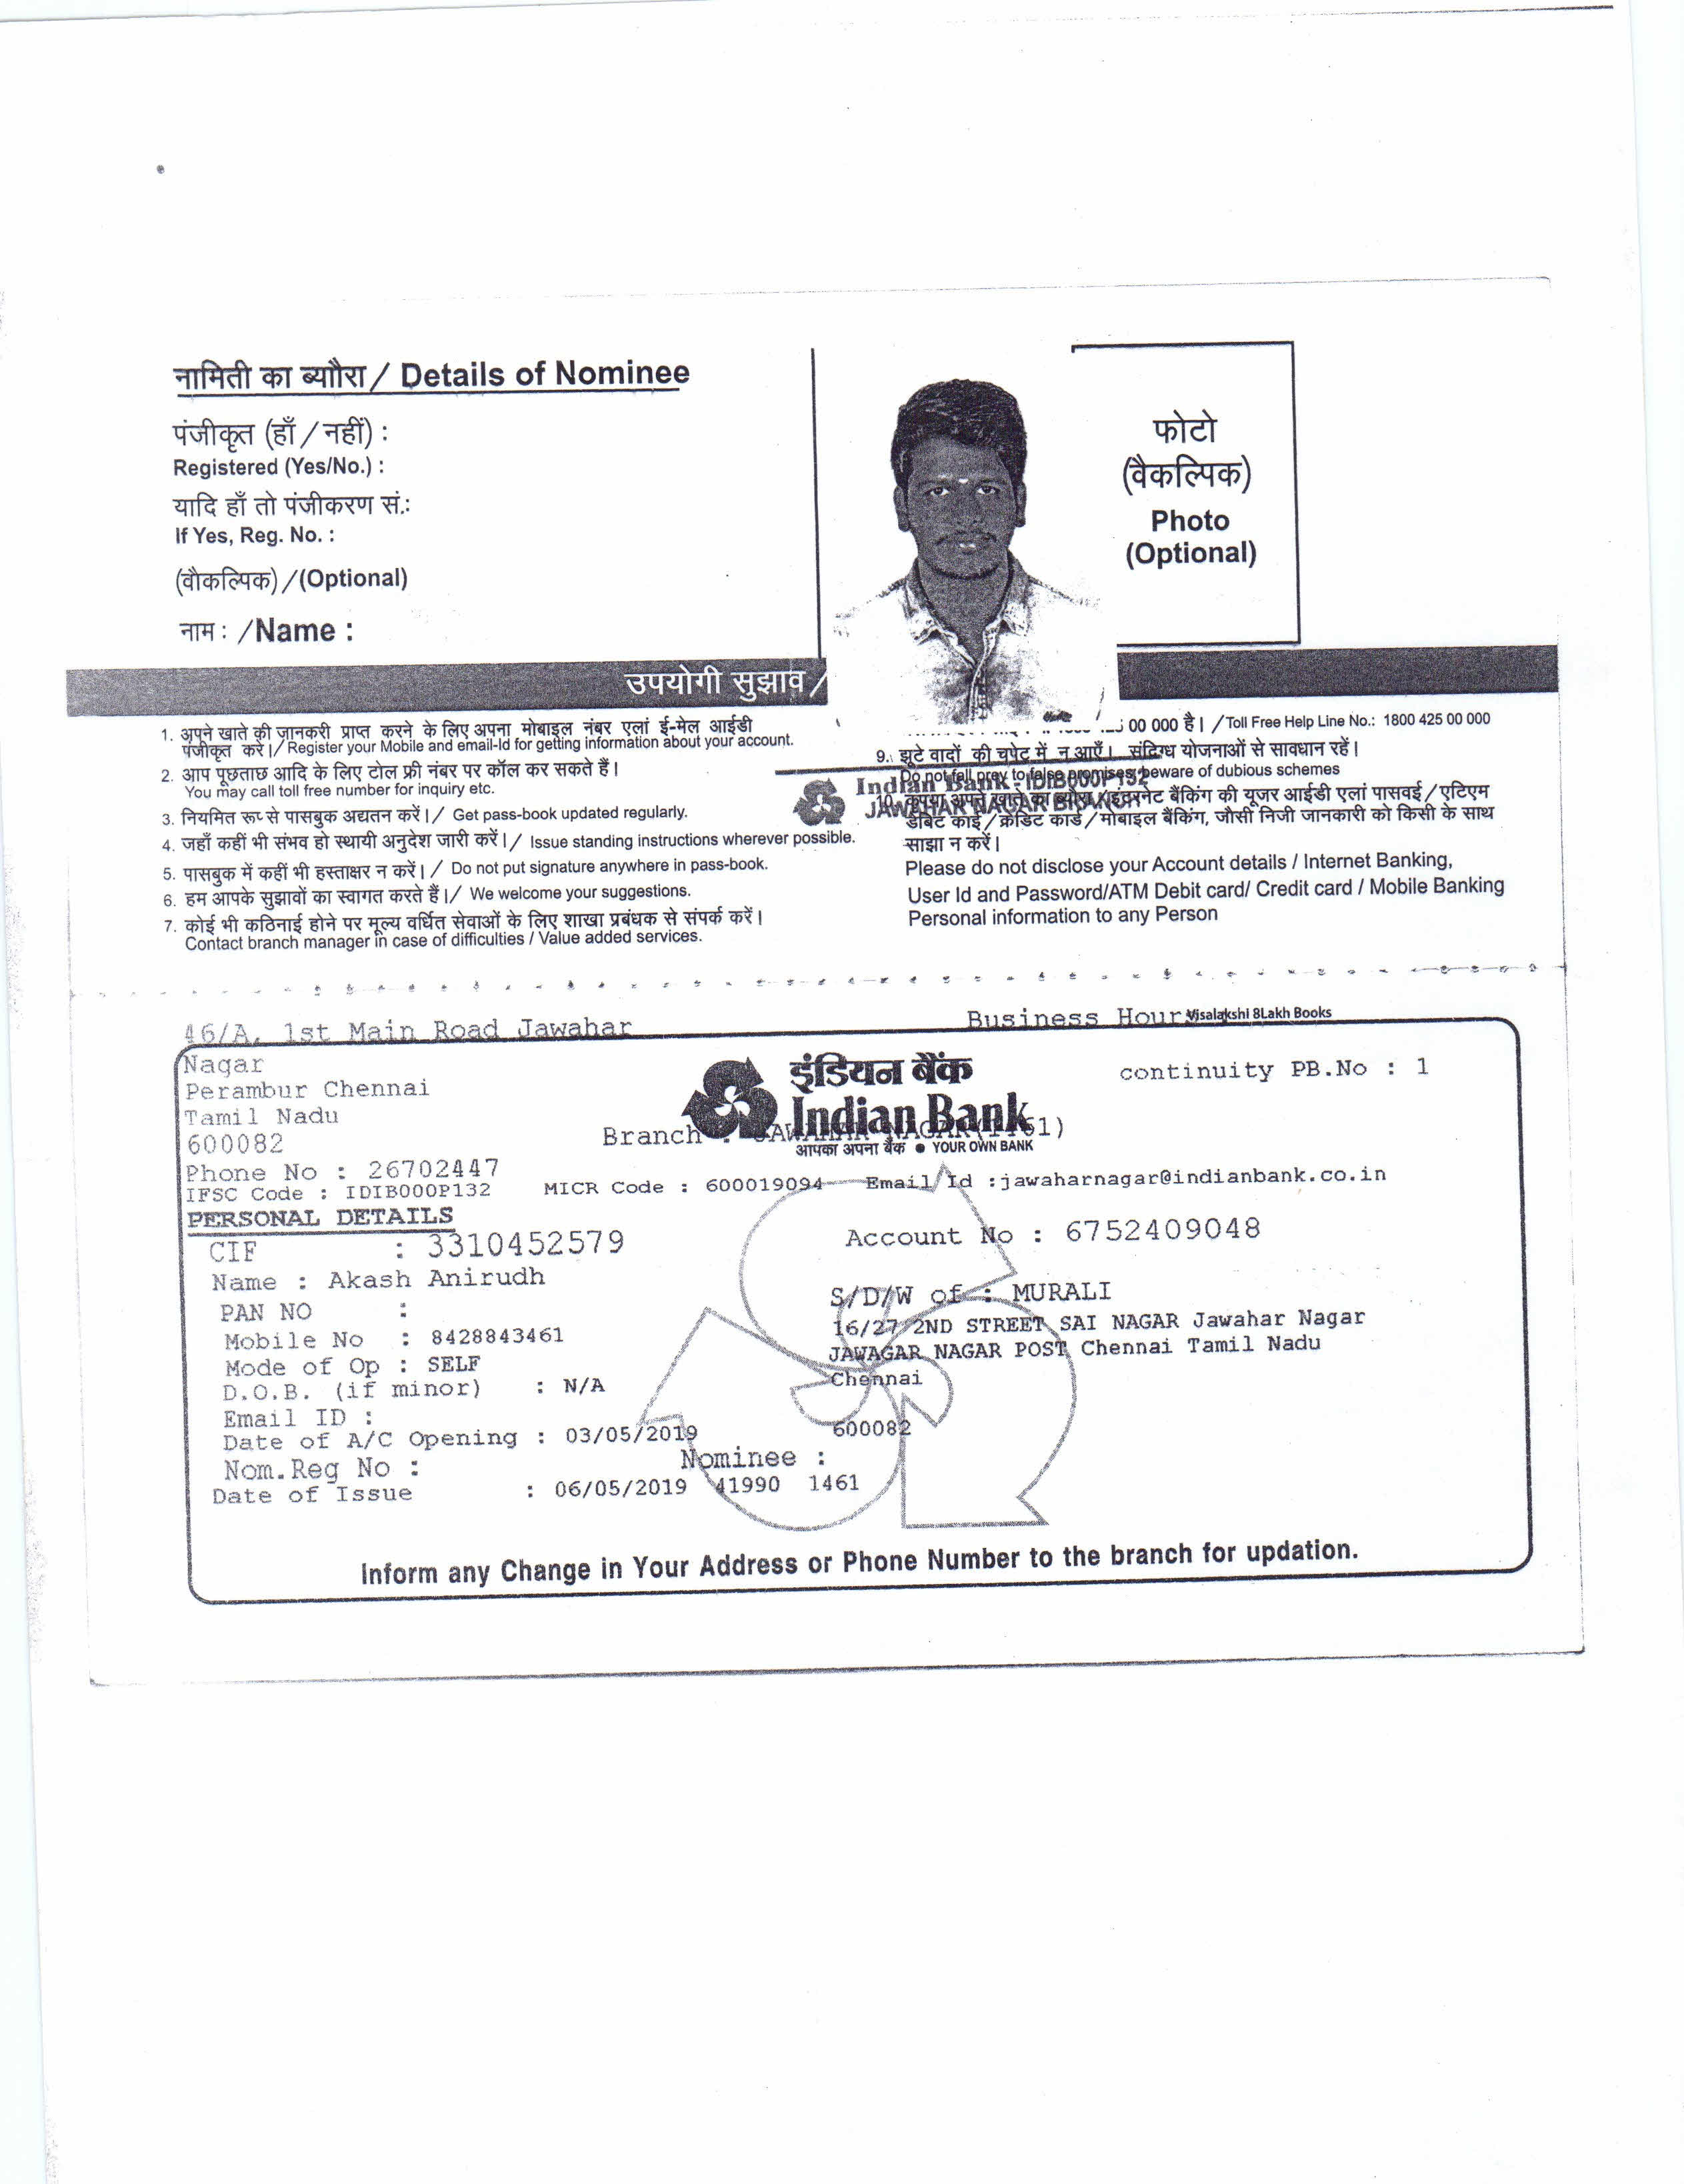 नामिती का ब्यौरा / Details of Nominee
पंजीकृत (हाँ / नहीं) :
Registered (Yes/No.) :
यादि हाँ तो पंजीकरण सं.:
If Yes, Reg. No. :
(वैकल्पिक) / (Optional)
नाम : / Name :
फोटो
(वैकल्पिक)
Photo
(Optional)
उपयोगी सुझाव /
1. अपने खाते की जानकरी प्राप्त करने के लिए अपना मोबाइल नंबर एलां ई-मेल आईडी
पंजीकृत करें। / Register your Mobile and email-Id for getting information about your account.
2. आप पूछताछ आदि के लिए टोल फ्री नंबर पर कॉल कर सकते हैं।
You may call toll free number for inquiry etc.
3. नियमित रूप से पासबुक अद्यतन करें। / Get pass-book updated regularly.
4. जहाँ कहीं भी संभव हो स्थायी अनुदेश जारी करें। / Issue standing instructions wherever possible.
5. पासबुक में कहीं भी हस्ताक्षर न करें। / Do not put signature anywhere in pass-book.
6. हम आपके सुझावों का स्वागत करते हैं। / We welcome your suggestions.
7. कोई भी कठिनाई होने पर मूल्य वर्धित सेवाओं के लिए शाखा प्रबंधक से संपर्क करें।
Contact branch manager in case of difficulties / Value added services.
00 000 है। / Toll Free Help Line No.: 1800 425 00 000
9. झूटे वादों की चपेट में न आएँ। संदिग्ध योजनाओं से सावधान रहें।
Do not fall prey to false promises, beware of dubious schemes
Indian Bank - IDIB000P132
JAWAHAR NAGAR BRANCH
10. कृपया अपने खाते का ब्यौरा / इंटरनेट बैंकिंग की यूजर आईडी एलां पासवर्ड / एटिएम
डेबिट कार्ड / क्रेडिट कार्ड / मोबाइल बैंकिंग, जौसी निजी जानकारी को किसी के साथ
साझा न करें।
Please do not disclose your Account details / Internet Banking,
User Id and Password/ATM Debit card/ Credit card / Mobile Banking
Personal information to any Person
46/A, 1st Main Road Jawahar
Business Hours
Visalakshi 8Lakh Books
Nagar
Perambur Chennai
Tamil Nadu
600082
इंडियन बैंक
Indian Bank
आपका अपना बैंक ● YOUR OWN BANK
continuity PB.No : 1
Branch : JAWAHAR NAGAR(1461)
Phone No : 26702447
IFSC Code : IDIB000P132 MICR Code : 600019094 Email Id :jawaharnagar@indianbank.co.in
PERSONAL DETAILS
CIF : 3310452579 Account No : 6752409048
Name : Akash Anirudh S/D/W of : MURALI
PAN NO :
16/27 2ND STREET SAI NAGAR Jawahar Nagar
Mobile No : 8428843461
JAWAGAR NAGAR POST Chennai Tamil Nadu
Mode of Op : SELF
Chennai
D.O.B. (if minor) : N/A
Email ID :
600082
Date of A/C Opening : 03/05/2019
Nom.Reg No : Nominee :
Date of Issue : 06/05/2019 41990 1461
Inform any Change in Your Address or Phone Number to the branch for updation.